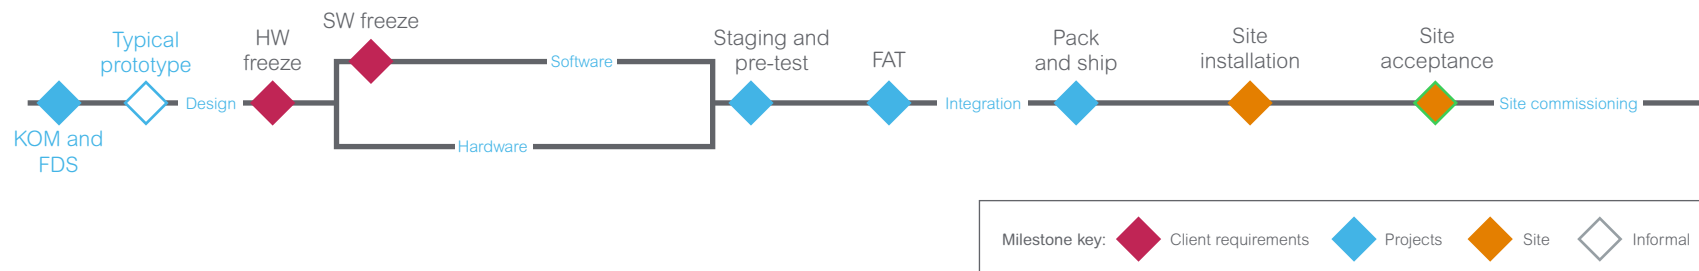 SW freeze
Typical
prototype
HW
freeze
Staging and
pre-test
FAT
Pack
and ship
Site
installation
Site
acceptance
Software
Design
Integration
Site commissioning
KOM and
FDS
Hardware
Milestone key:
Client requirements
Projects
Site
Informal